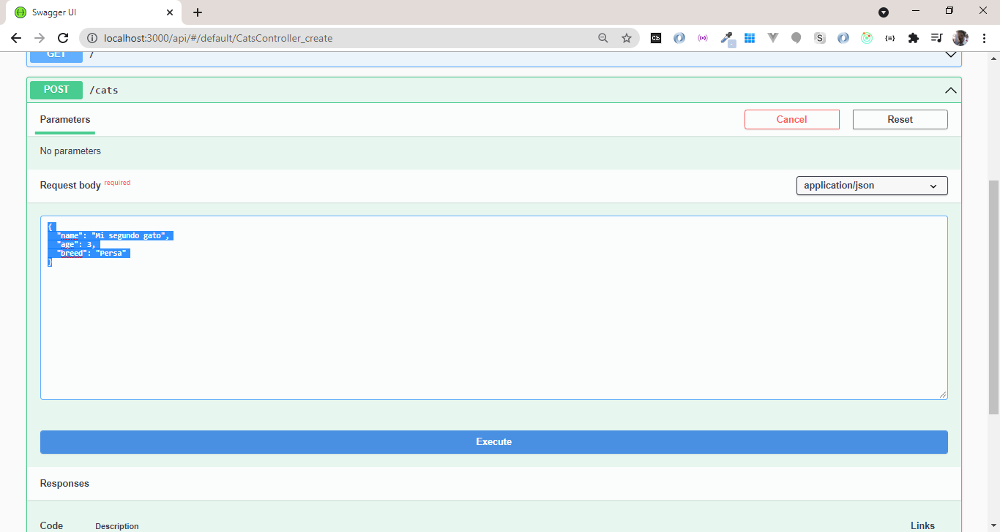 Swagger UI
localhost:3000/api/#/default/CatsController_create
Cb
S
GET /
POST /cats
Parameters
Cancel
Reset
No parameters
Request body required
application/json
{
"name": "Mi segundo gato",
"age": 3,
"breed": "Persa"
}
Execute
Responses
Code Description Links